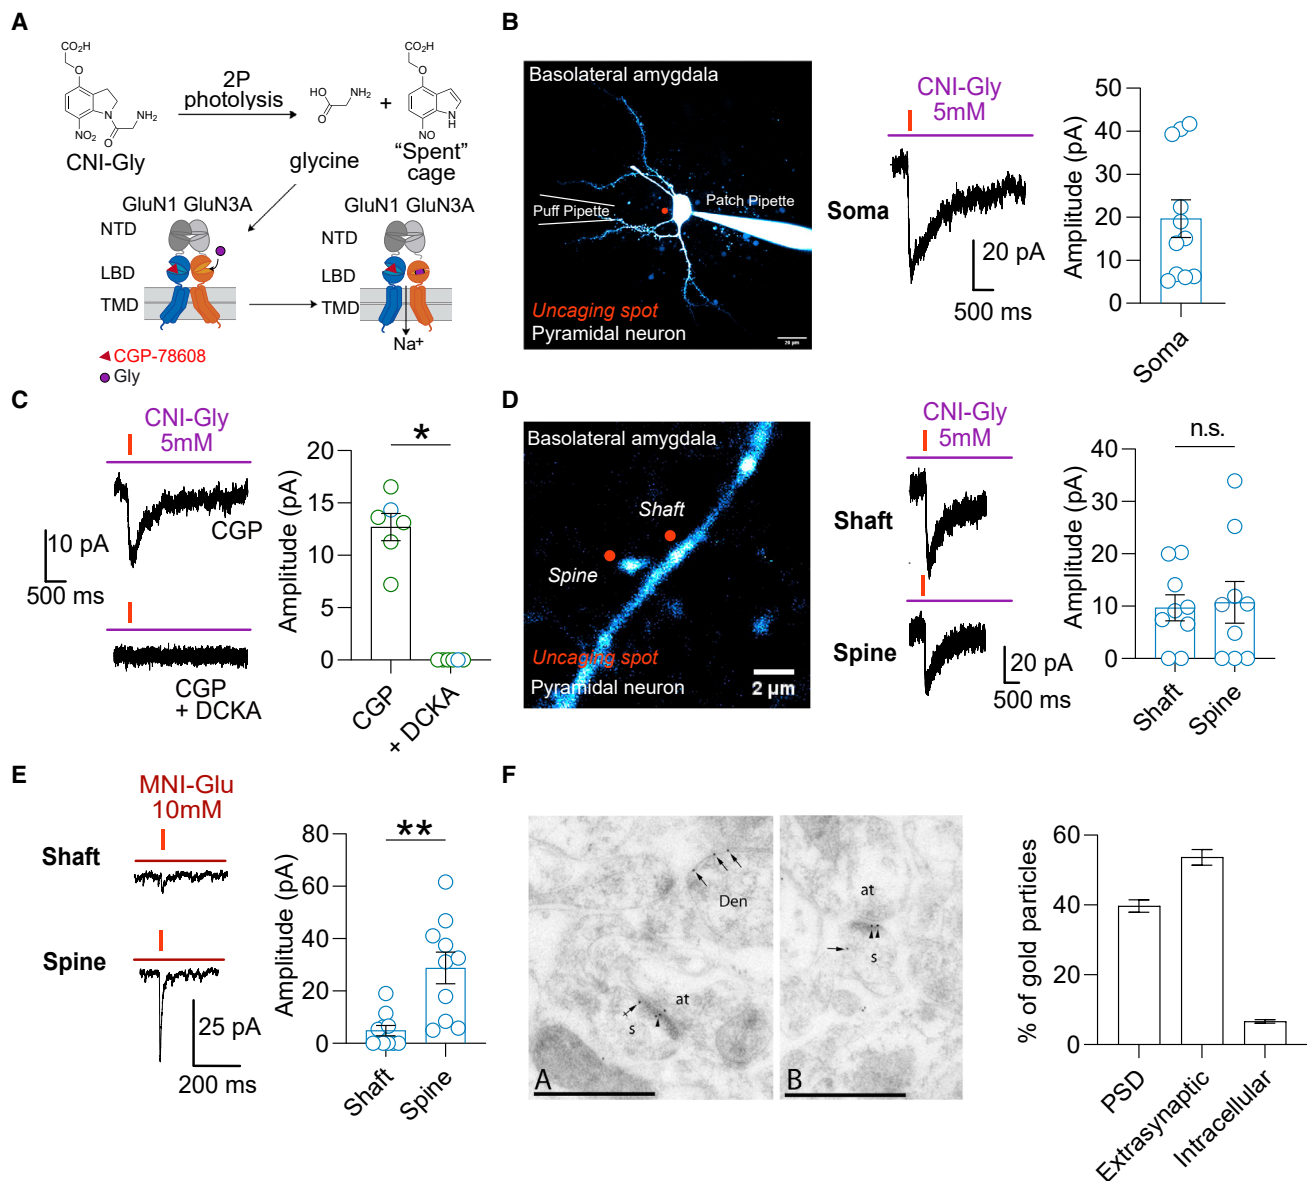 A
CO₂H
O
N
NO₂
O
NH₂
CNI-Gly
2P
photolysis
HO
O
NH₂
+
CO₂H
O
NH
NO
glycine
“Spent”
cage
GluN1 GluN3A
NTD
LBD
TMD
GluN1 GluN3A
NTD
LBD
TMD
Na⁺
CGP-78608
Gly
B
Basolateral amygdala
Puff Pipette
Patch Pipette
Uncaging spot
Pyramidal neuron
20 µm
CNI-Gly
5mM
Soma
20 pA
500 ms
Amplitude (pA)
50
40
30
20
10
0
Soma
C
CNI-Gly
5mM
CGP
10 pA
500 ms
CGP
+ DCKA
Amplitude (pA)
20
15
10
5
0
*
CGP
+ DCKA
D
Basolateral amygdala
Shaft
Spine
Uncaging spot
Pyramidal neuron
2 µm
CNI-Gly
5mM
Shaft
Spine
20 pA
500 ms
Amplitude (pA)
40
30
20
10
0
n.s.
Shaft
Spine
E
MNI-Glu
10mM
Shaft
Spine
25 pA
200 ms
Amplitude (pA)
80
60
40
20
0
**
Shaft
Spine
F
Den
at
s
A
at
s
B
% of gold particles
60
40
20
0
PSD
Extrasynaptic
Intracellular